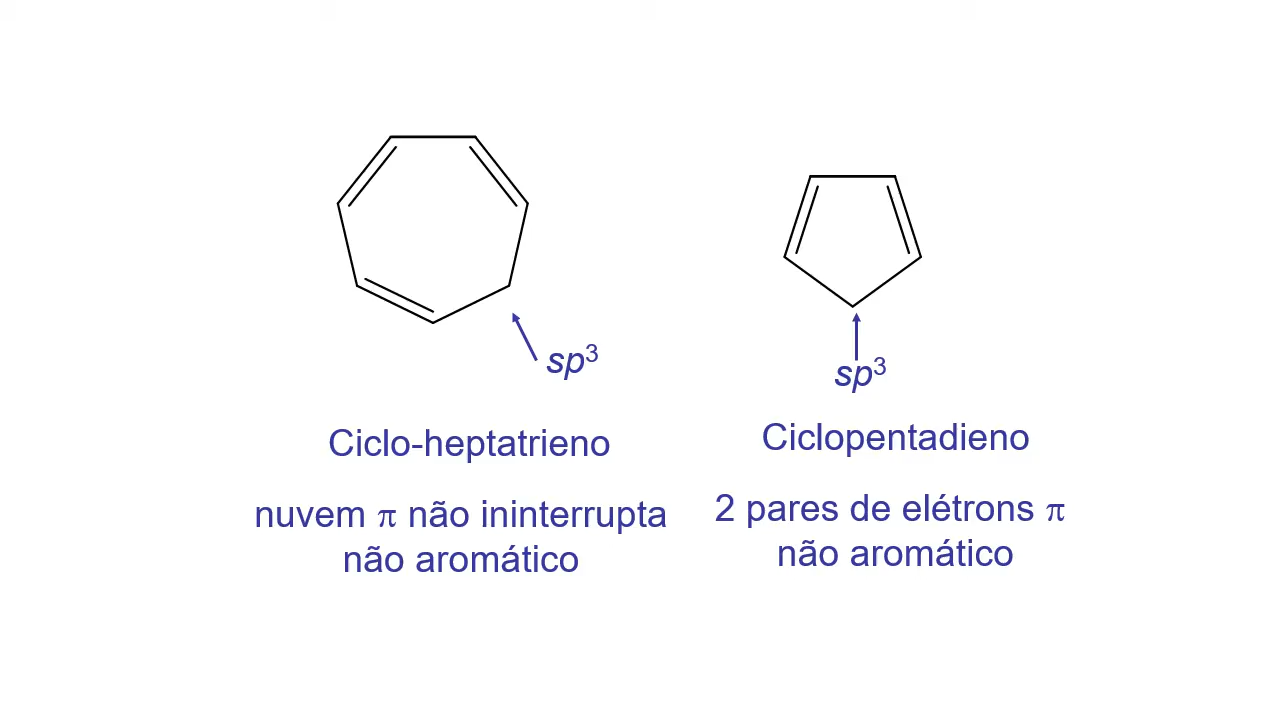 sp³
Ciclo-heptatrieno
nuvem π não ininterrupta
não aromático
sp³
Ciclopentadieno
2 pares de elétrons π
não aromático